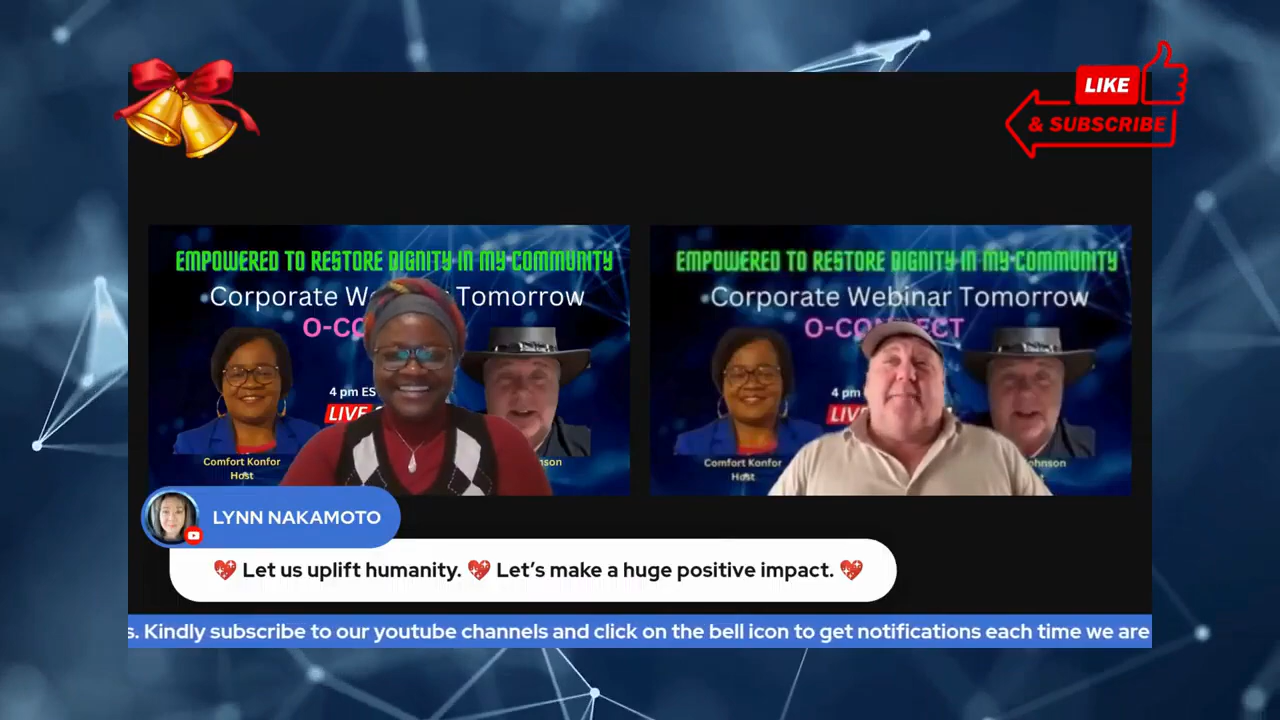 LIKE
& SUBSCRIBE
EMPOWERED TO RESTORE DIGNITY IN MY COMMUNITY
Corporate W Tomorrow
O-CO
4 pm ES
LIVE
Comfort Konfor
Host
nson
EMPOWERED TO RESTORE DIGNITY IN MY COMMUNITY
Corporate Webinar Tomorrow
O-CONNECT
4 pm
LIVE
Comfort Konfor
Host
ohnson
LYNN NAKAMOTO
💖 Let us uplift humanity. 💖 Let’s make a huge positive impact. 💖
s. Kindly subscribe to our youtube channels and click on the bell icon to get notifications each time we are